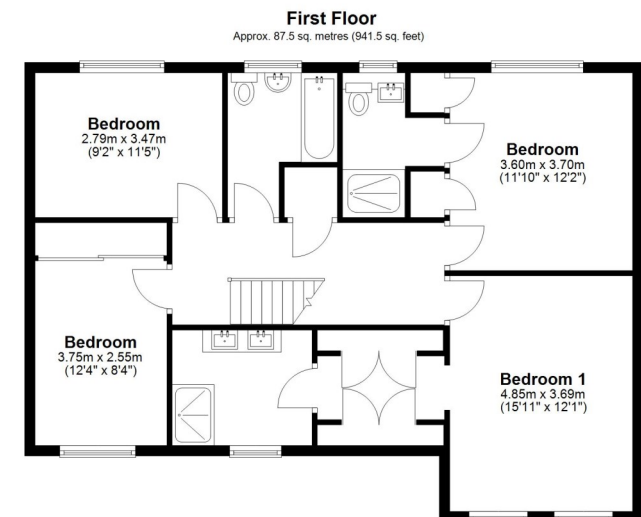 First Floor
Approx. 87.5 sq. metres (941.5 sq. feet)
Bedroom
2.79m x 3.47m
(9'2" x 11'5")
Bedroom
3.60m x 3.70m
(11'10" x 12'2")
Bedroom
3.75m x 2.55m
(12'4" x 8'4")
Bedroom 1
4.85m x 3.69m
(15'11" x 12'1")